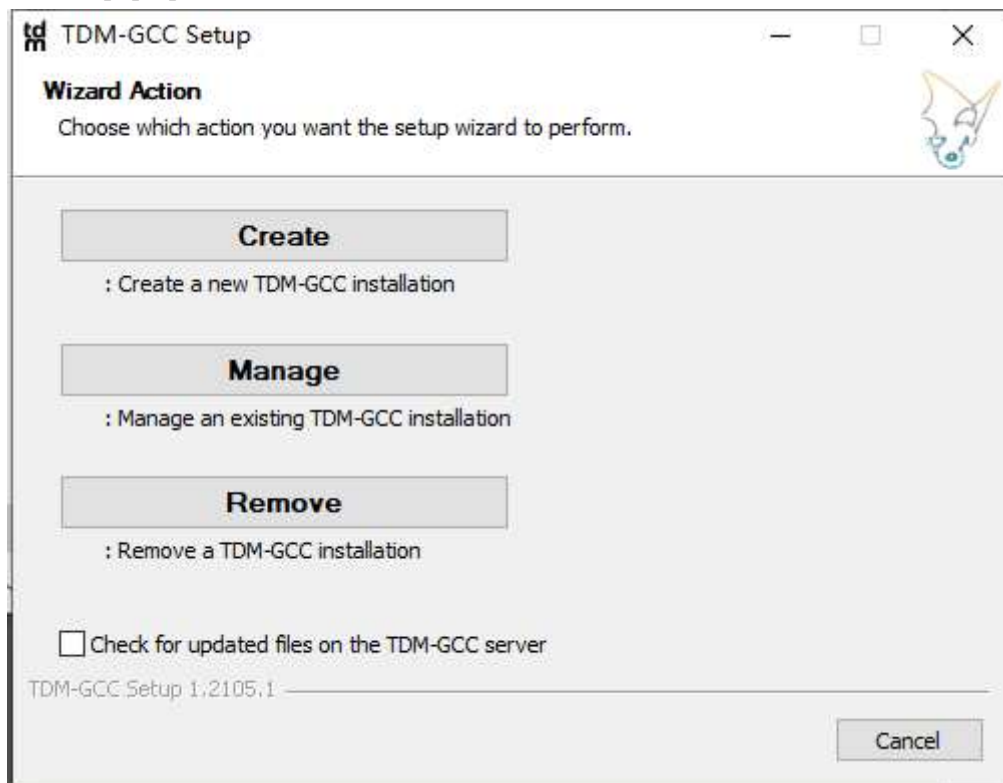 tdm TDM-GCC Setup
Wizard Action
Choose which action you want the setup wizard to perform.
Create
: Create a new TDM-GCC installation
Manage
: Manage an existing TDM-GCC installation
Remove
: Remove a TDM-GCC installation
Check for updated files on the TDM-GCC server
TDM-GCC Setup 1.2105.1
Cancel